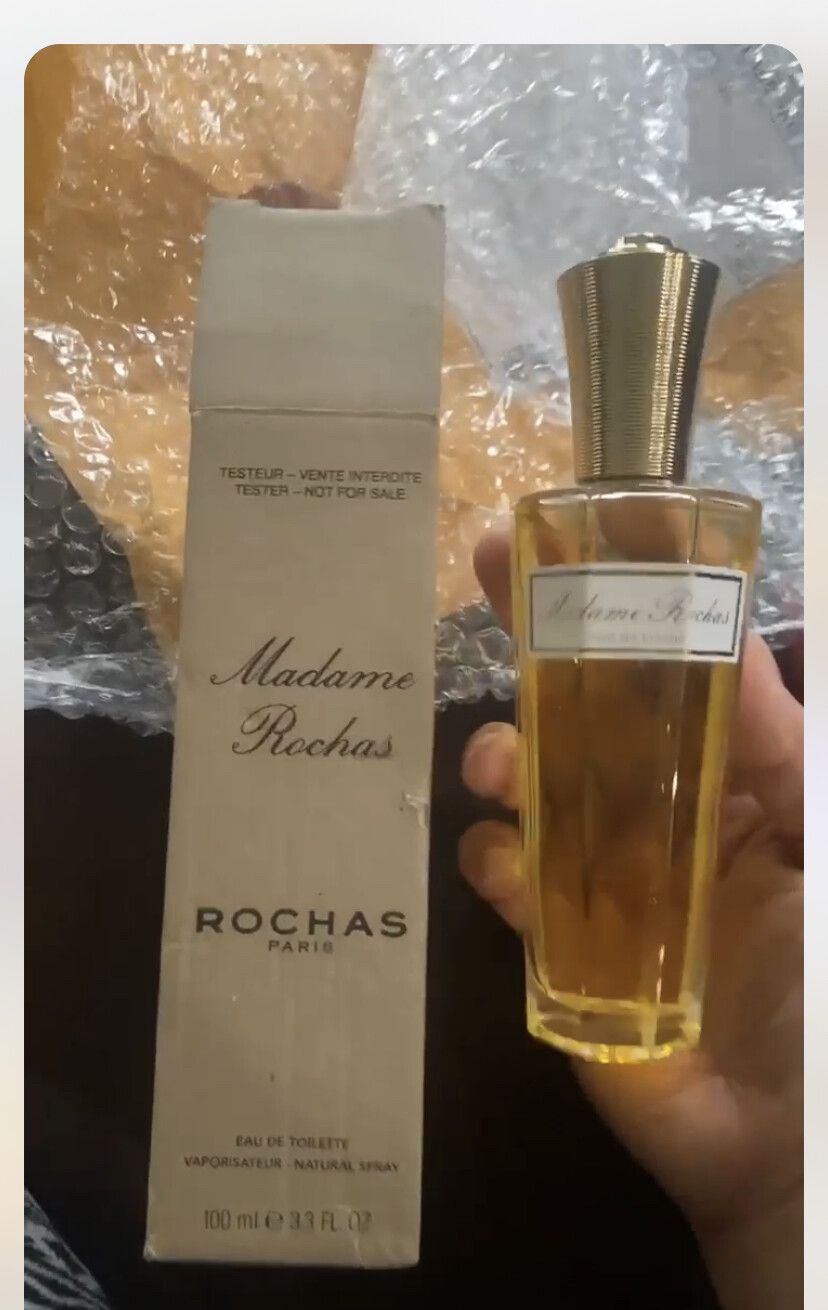 TESTEUR – VENTE INTERDITE
TESTER – NOT FOR SALE
Madame
Rochas
ROCHAS
PARIS
EAU DE TOILETTE
VAPORISATEUR - NATURAL SPRAY
100 ml ℮ 3.3 FL. OZ
Madame Rochas